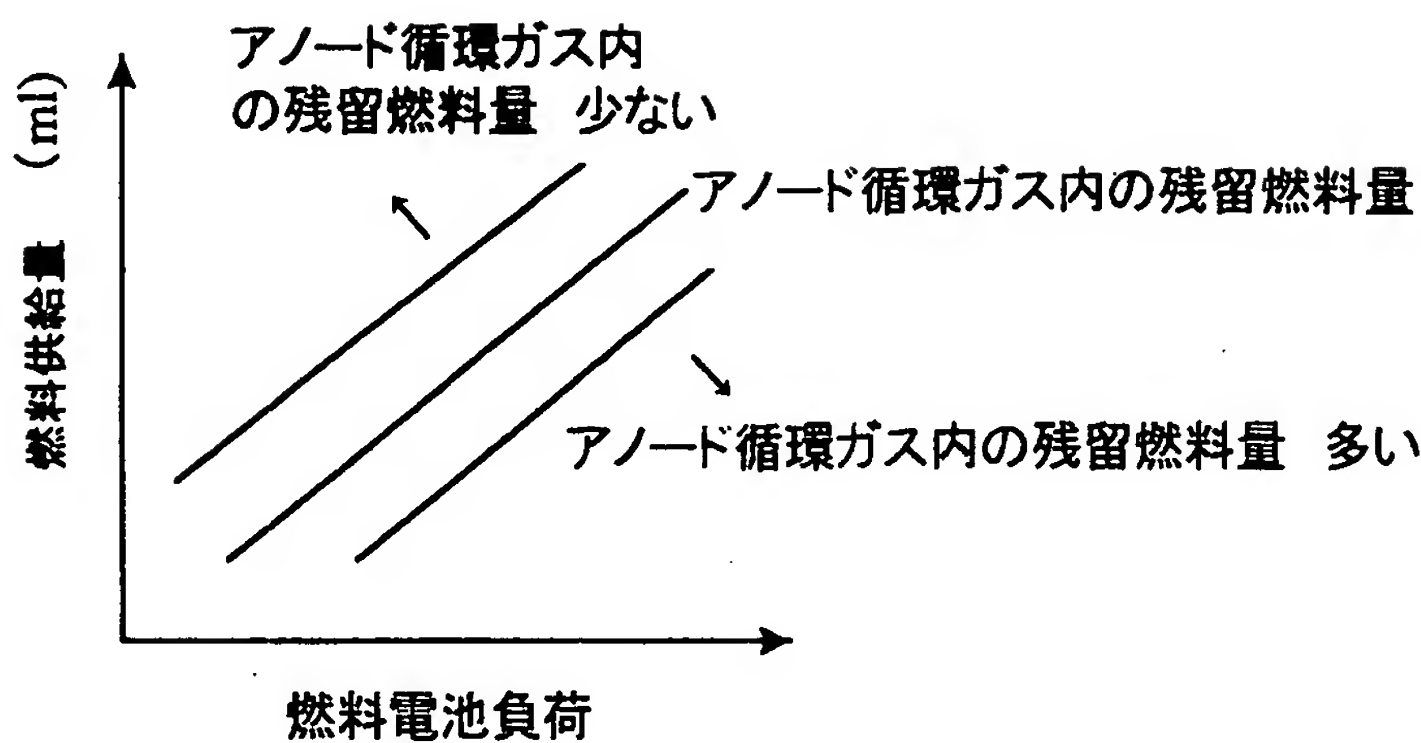 アノード循環ガス内
の残留燃料量 少ない
アノード循環ガス内の残留燃料量
アノード循環ガス内の残留燃料量 多い
燃料供給量 (ml)
燃料電池負荷